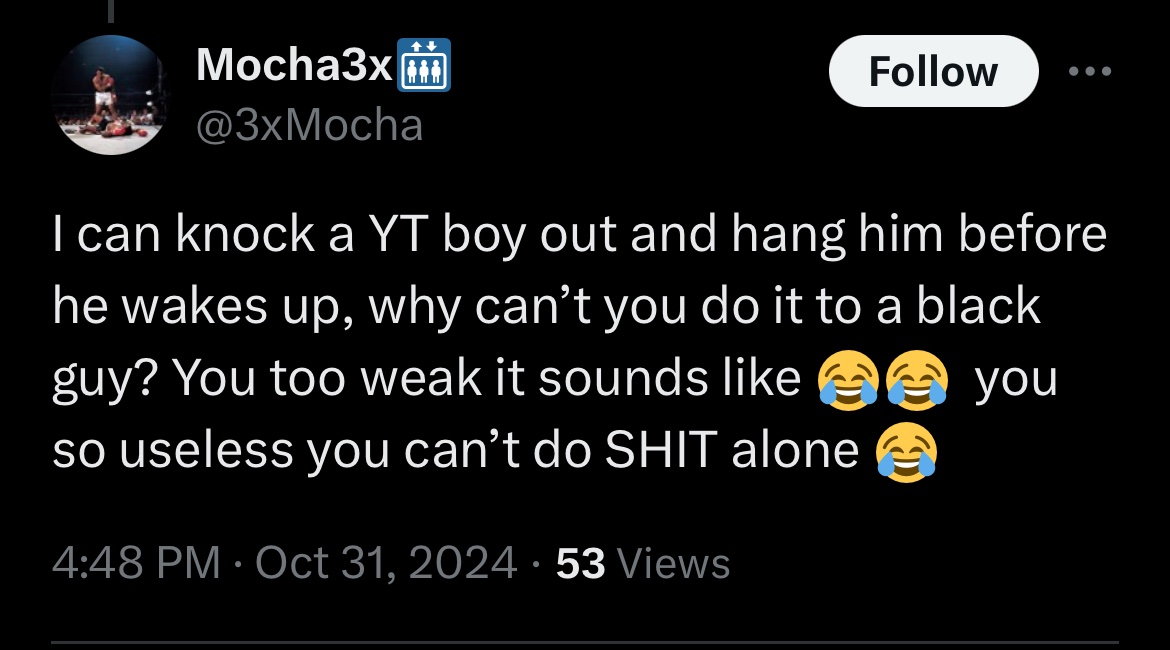 Mocha3x🛗
Follow
@3xMocha
I can knock a YT boy out and hang him before
he wakes up, why can’t you do it to a black
guy? You too weak it sounds like 😂😂 you
so useless you can’t do SHIT alone 😂
4:48 PM · Oct 31, 2024 · 53 Views